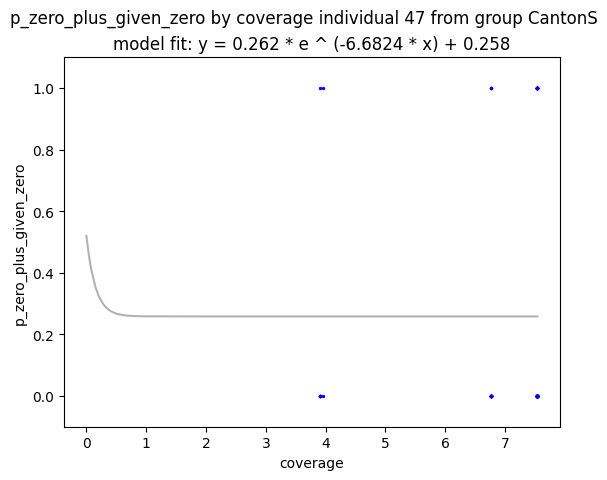 p_zero_plus_given_zero by coverage individual 47 from group CantonS
model fit: y = 0.262 * e ^ (-6.6824 * x) + 0.258
p_zero_plus_given_zero
1.0
0.8
0.6
0.4
0.2
0.0
0 1 2 3 4 5 6 7
coverage